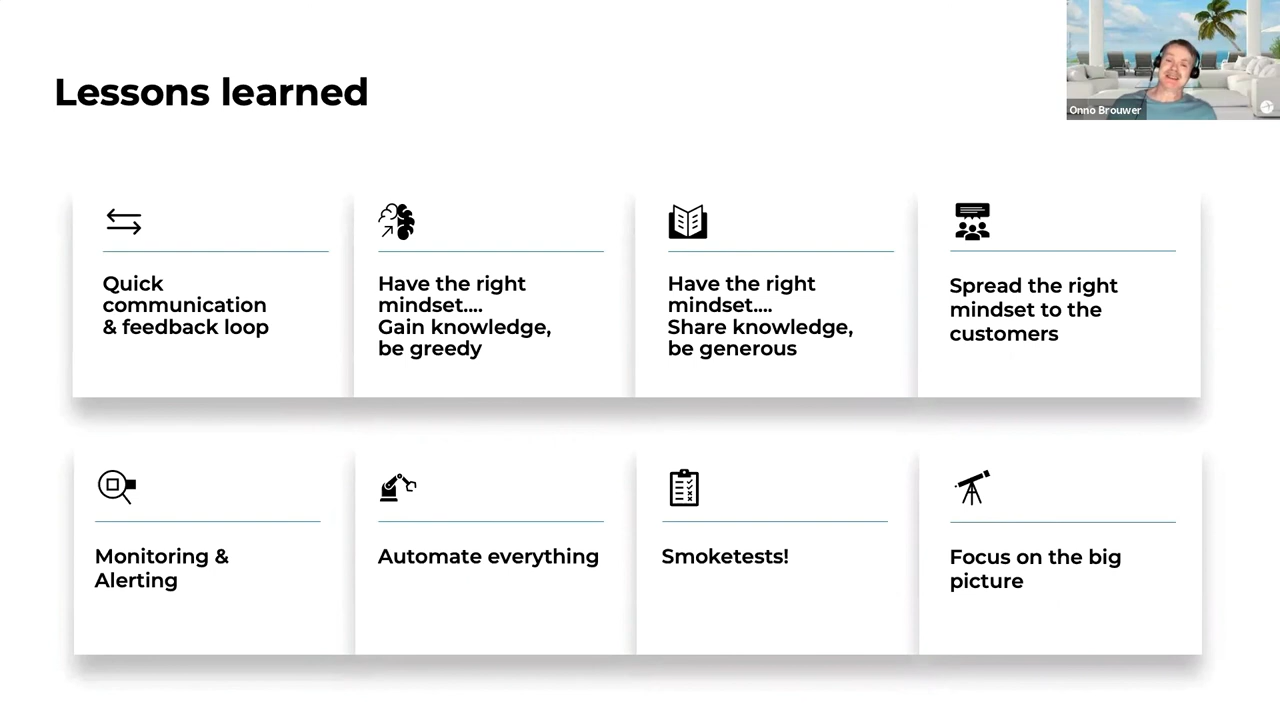 Lessons learned
Onno Brouwer
Quick
communication
& feedback loop
Have the right
mindset....
Gain knowledge,
be greedy
Have the right
mindset....
Share knowledge,
be generous
Spread the right
mindset to the
customers
Monitoring &
Alerting
Automate everything
Smoketests!
Focus on the big
picture